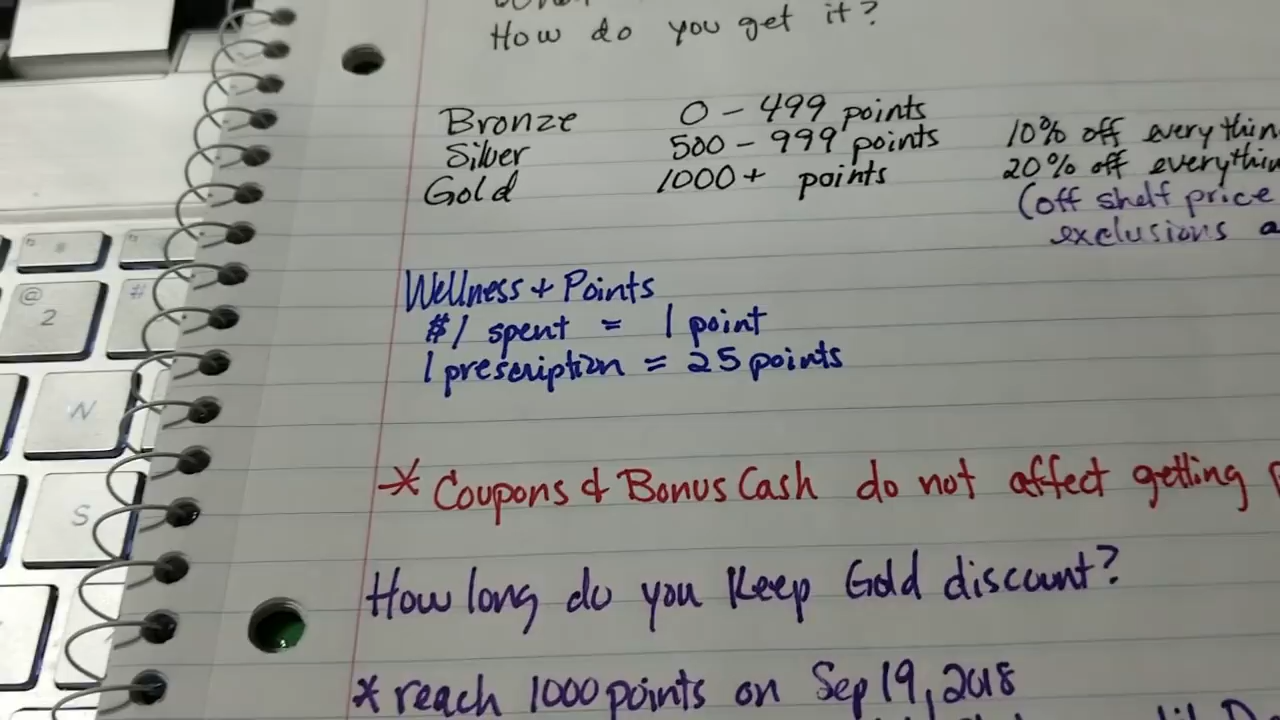 How do you get it?
Bronze 0 - 499 points
Silver 500 - 999 points 10% off everythin
Gold 1000+ points 20% off everythin
(off shelf price
exclusions a
Wellness + Points
$1 spent = 1 point
1 prescription = 25 points
* Coupons & Bonus Cash do not affect getting
How long do you keep Gold discount?
* reach 1000 points on Sep 19, 2018
@
2
#
W
S